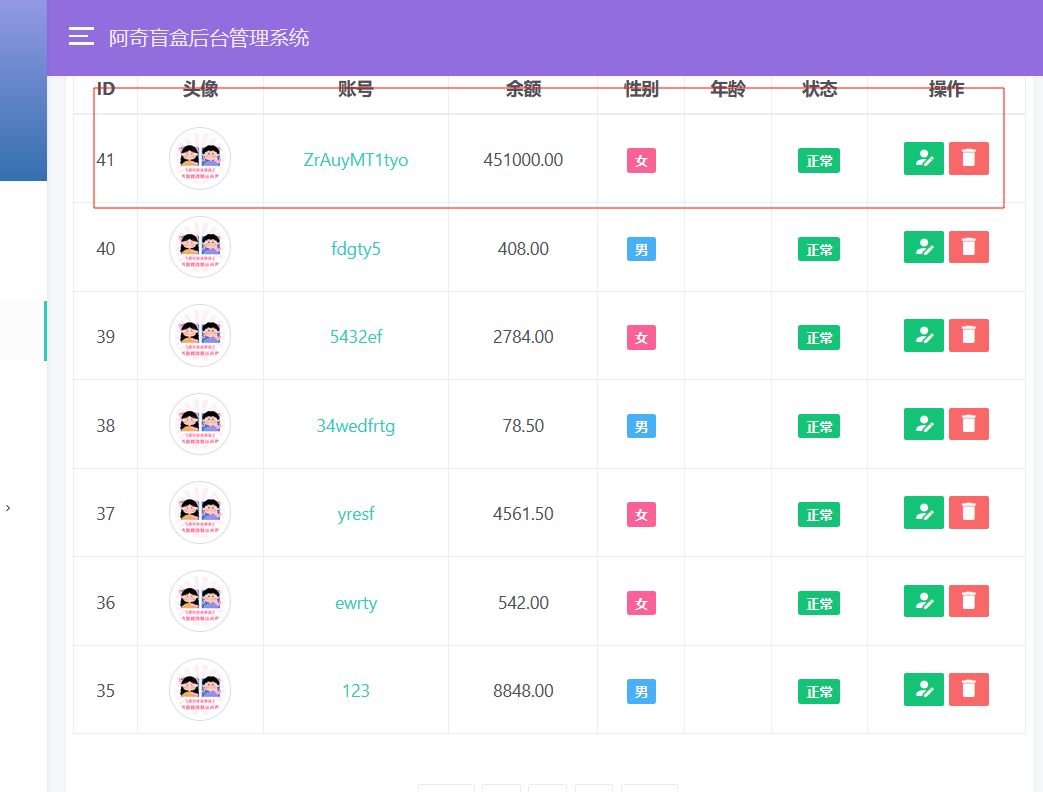 阿奇盲盒后台管理系统
ID 头像 账号 余额 性别 年龄 状态 操作
41 ZrAuyMT1tyo 451000.00 女 正常
40 fdgty5 408.00 男 正常
39 5432ef 2784.00 女 正常
38 34wedfrtg 78.50 男 正常
37 yresf 4561.50 女 正常
36 ewrty 542.00 女 正常
35 123 8848.00 男 正常